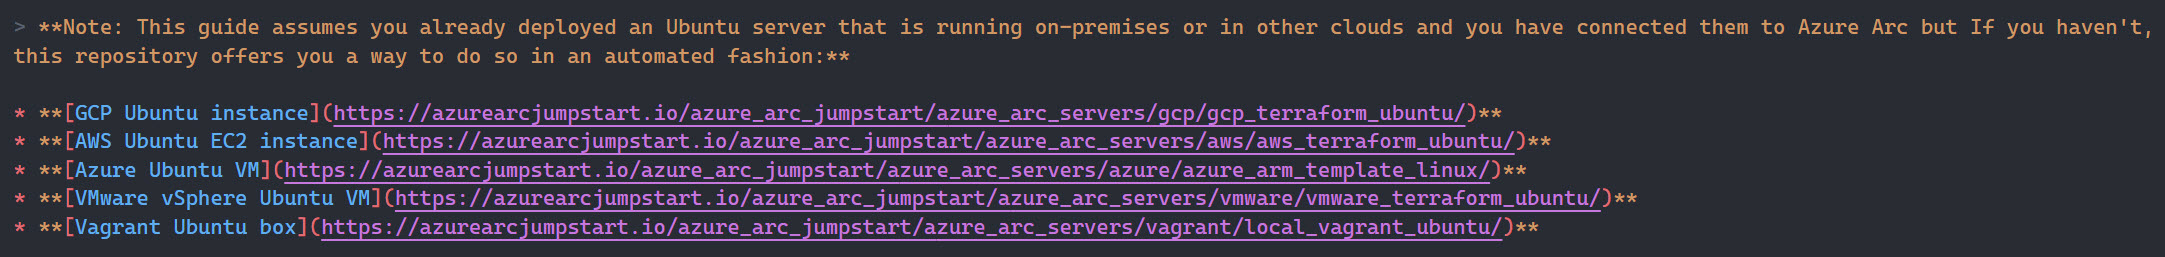 > **Note: This guide assumes you already deployed an Ubuntu server that is running on-premises or in other clouds and you have connected them to Azure Arc but If you haven't,
this repository offers you a way to do so in an automated fashion:**
* **[GCP Ubuntu instance](https://azurearcjumpstart.io/azure_arc_jumpstart/azure_arc_servers/gcp/gcp_terraform_ubuntu/)**
* **[AWS Ubuntu EC2 instance](https://azurearcjumpstart.io/azure_arc_jumpstart/azure_arc_servers/aws/aws_terraform_ubuntu/)**
* **[Azure Ubuntu VM](https://azurearcjumpstart.io/azure_arc_jumpstart/azure_arc_servers/azure/azure_arm_template_linux/)**
* **[VMware vSphere Ubuntu VM](https://azurearcjumpstart.io/azure_arc_jumpstart/azure_arc_servers/vmware/vmware_terraform_ubuntu/)**
* **[Vagrant Ubuntu box](https://azurearcjumpstart.io/azure_arc_jumpstart/azure_arc_servers/vagrant/local_vagrant_ubuntu/)**